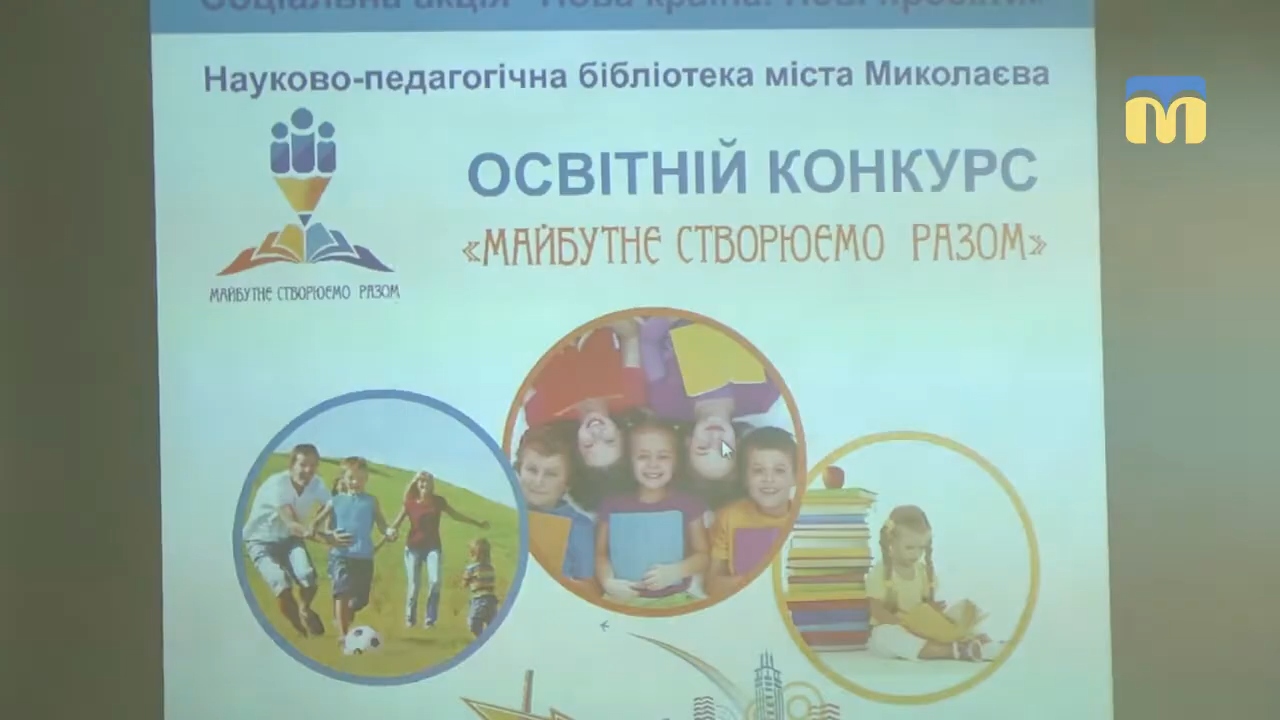 Науково-педагогічна бібліотека міста Миколаєва
ОСВІТНІЙ КОНКУРС
«МАЙБУТНЄ СТВОРЮЄМО РАЗОМ»
МАЙБУТНЄ СТВОРЮЄМО РАЗОМ